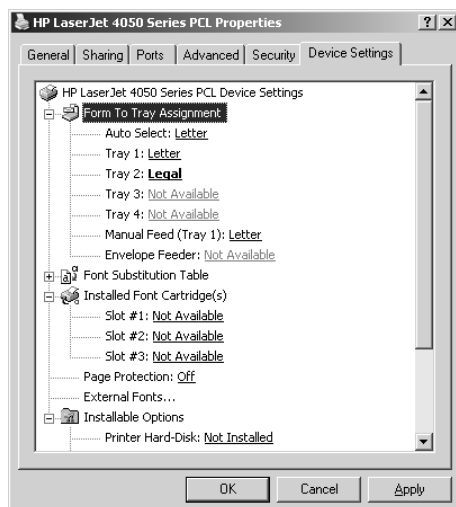 HP LaserJet 4050 Series PCL Properties
General Sharing Ports Advanced Security Device Settings
HP LaserJet 4050 Series PCL Device Settings
Form To Tray Assignment
Auto Select: Letter
Tray 1: Letter
Tray 2: Legal
Tray 3: Not Available
Tray 4: Not Available
Manual Feed (Tray 1): Letter
Envelope Feeder: Not Available
Font Substitution Table
Installed Font Cartridge(s)
Slot #1: Not Available
Slot #2: Not Available
Slot #3: Not Available
Page Protection: Off
External Fonts...
Installable Options
Printer Hard-Disk: Not Installed
OK Cancel Apply